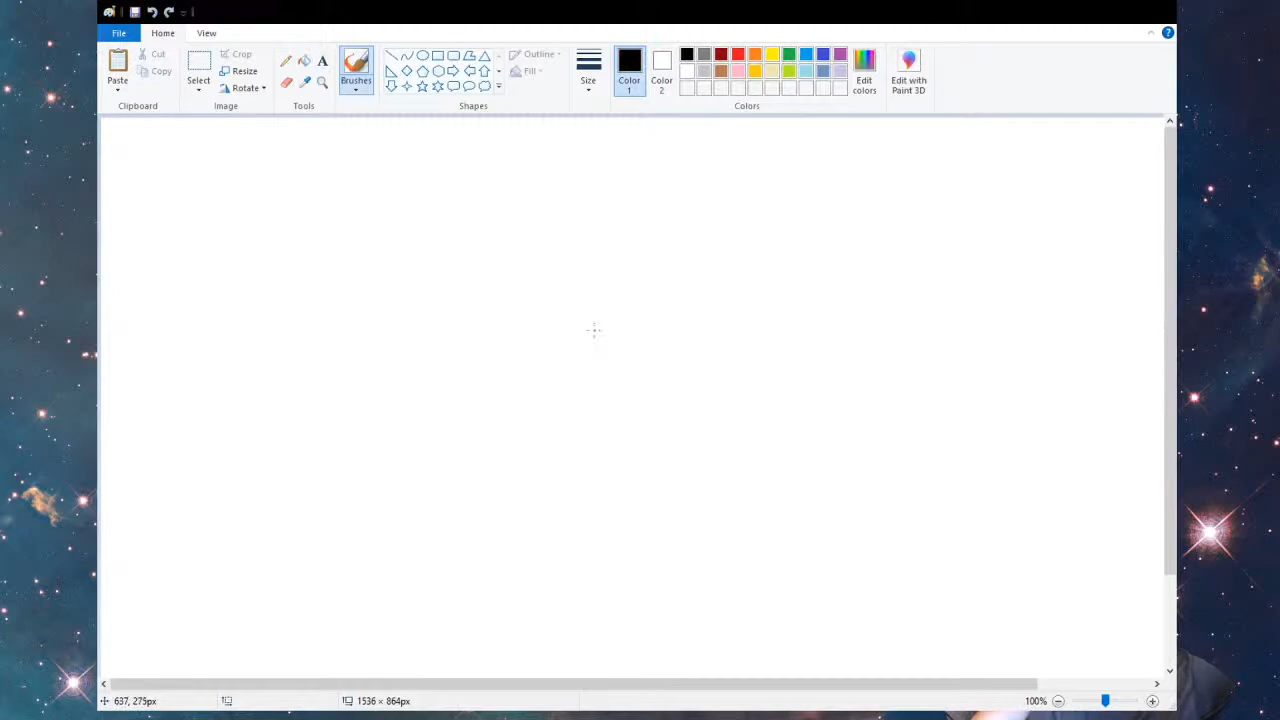 File Home View
Paste
Clipboard
Cut
Copy
Select
Crop
Resize
Rotate
Image
A
Tools
Brushes
Outline
Fill
Shapes
Size
Color
1
Color
2
Edit
colors
Colors
Edit with
Paint 3D
637, 275px 1536 × 864px 100%